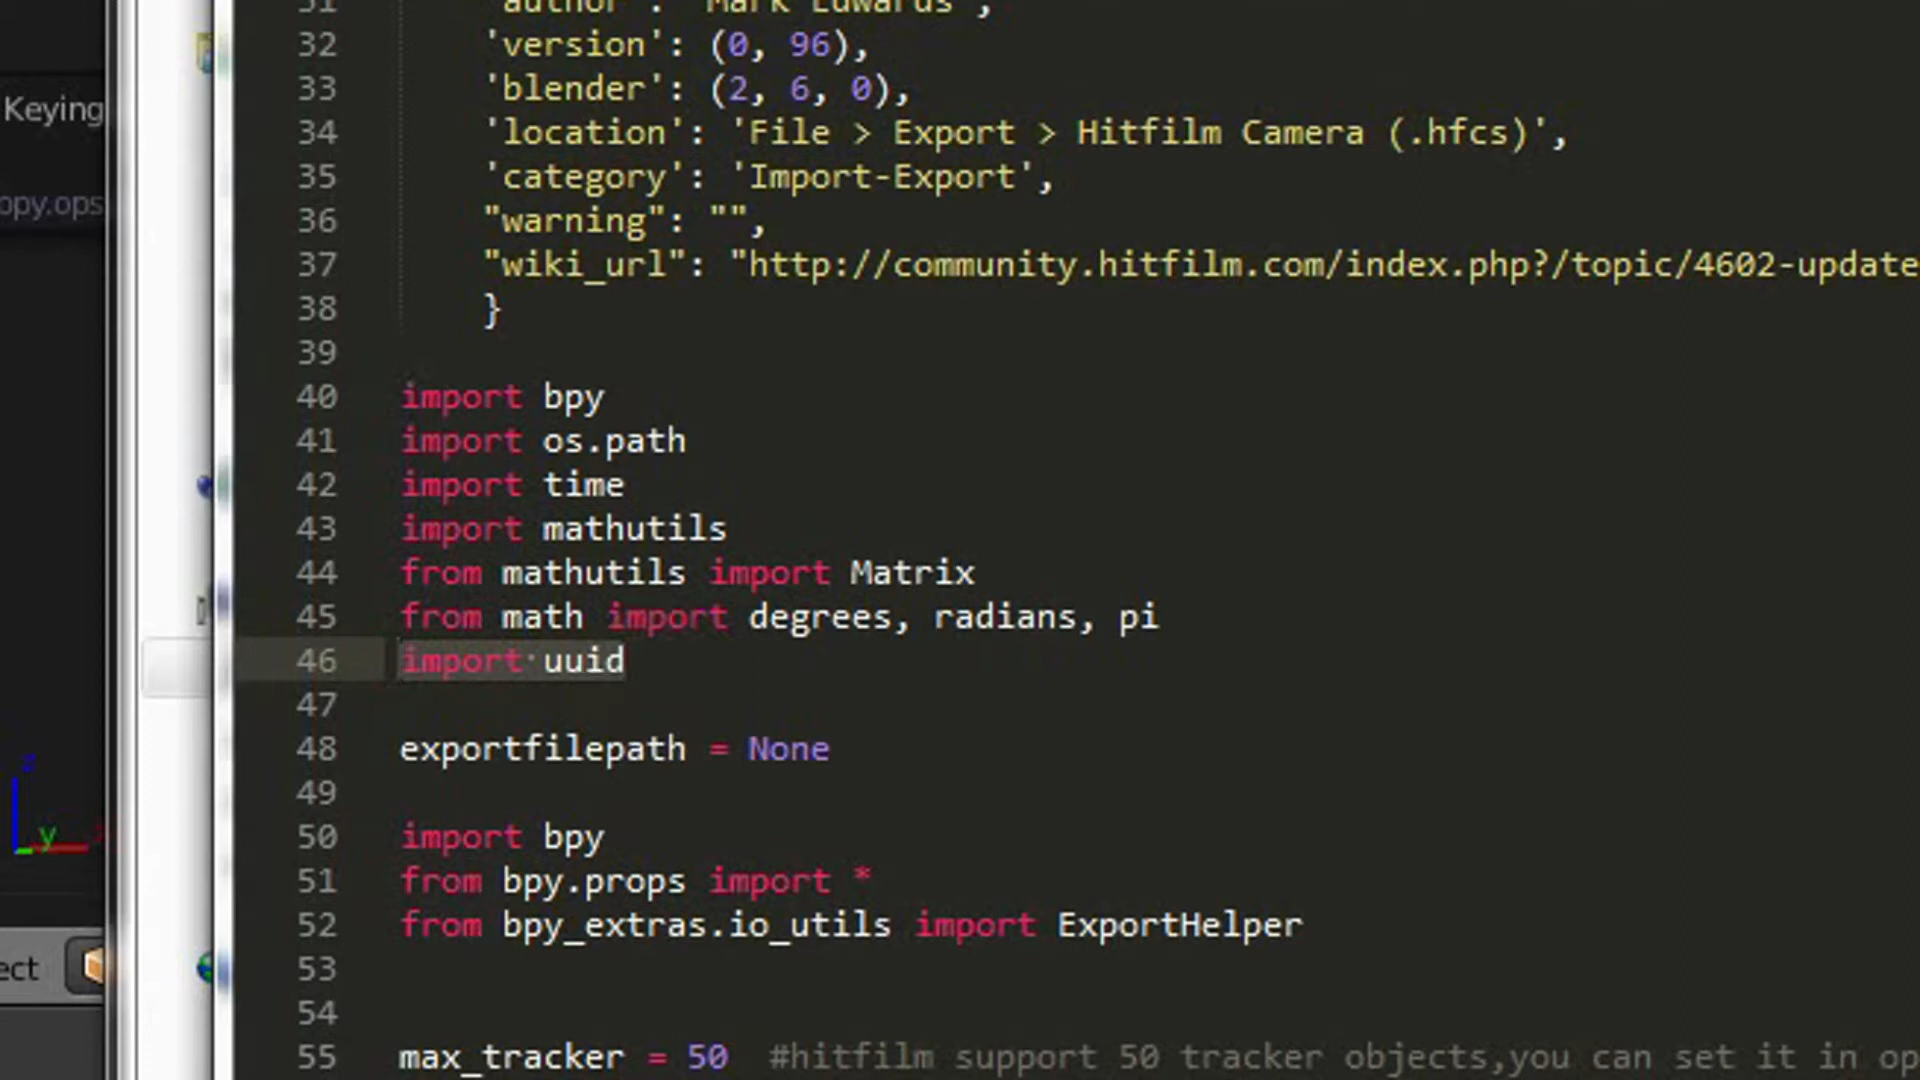 Keying
bpy.ops
ect
z
y
31 'author': 'Mark Edwards',
32 'version': (0, 96),
33 'blender': (2, 6, 0),
34 'location': 'File > Export > Hitfilm Camera (.hfcs)',
35 'category': 'Import-Export',
36 "warning": "",
37 "wiki_url": "http://community.hitfilm.com/index.php?/topic/4602-update
38 }
39
40 import bpy
41 import os.path
42 import time
43 import mathutils
44 from mathutils import Matrix
45 from math import degrees, radians, pi
46 import uuid
47
48 exportfilepath = None
49
50 import bpy
51 from bpy.props import *
52 from bpy_extras.io_utils import ExportHelper
53
54
55 max_tracker = 50 #hitfilm support 50 tracker objects,you can set it in op